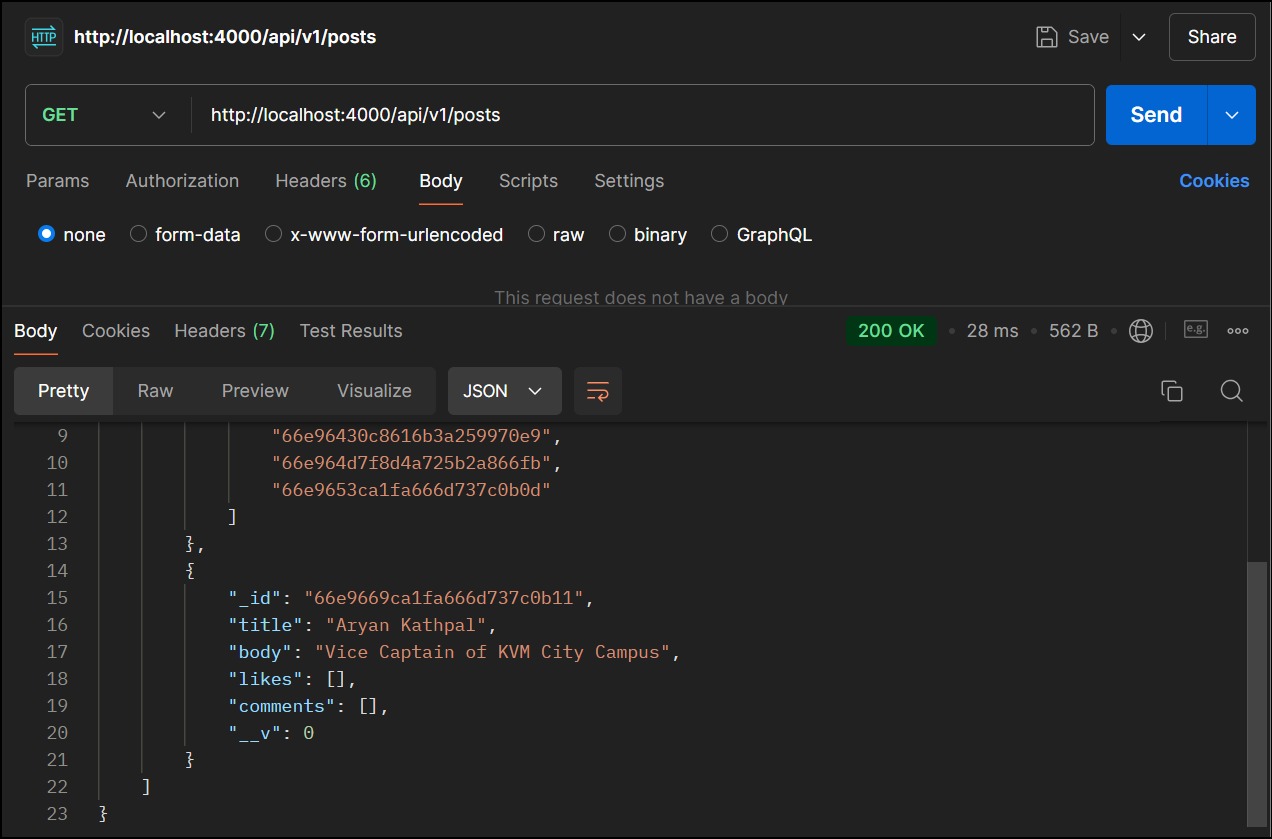 HTTP http://localhost:4000/api/v1/posts Save Share
GET http://localhost:4000/api/v1/posts Send
Params Authorization Headers (6) Body Scripts Settings Cookies
none form-data x-www-form-urlencoded raw binary GraphQL
This request does not have a body
Body Cookies Headers (7) Test Results 200 OK 28 ms 562 B e.g.
Pretty Raw Preview Visualize JSON
9 "66e96430c8616b3a259970e9",
10 "66e964d7f8d4a725b2a866fb",
11 "66e9653ca1fa666d737c0b0d"
12 ]
13 },
14 {
15 "_id": "66e9669ca1fa666d737c0b11",
16 "title": "Aryan Kathpal",
17 "body": "Vice Captain of KVM City Campus",
18 "likes": [],
19 "comments": [],
20 "__v": 0
21 }
22 ]
23 }